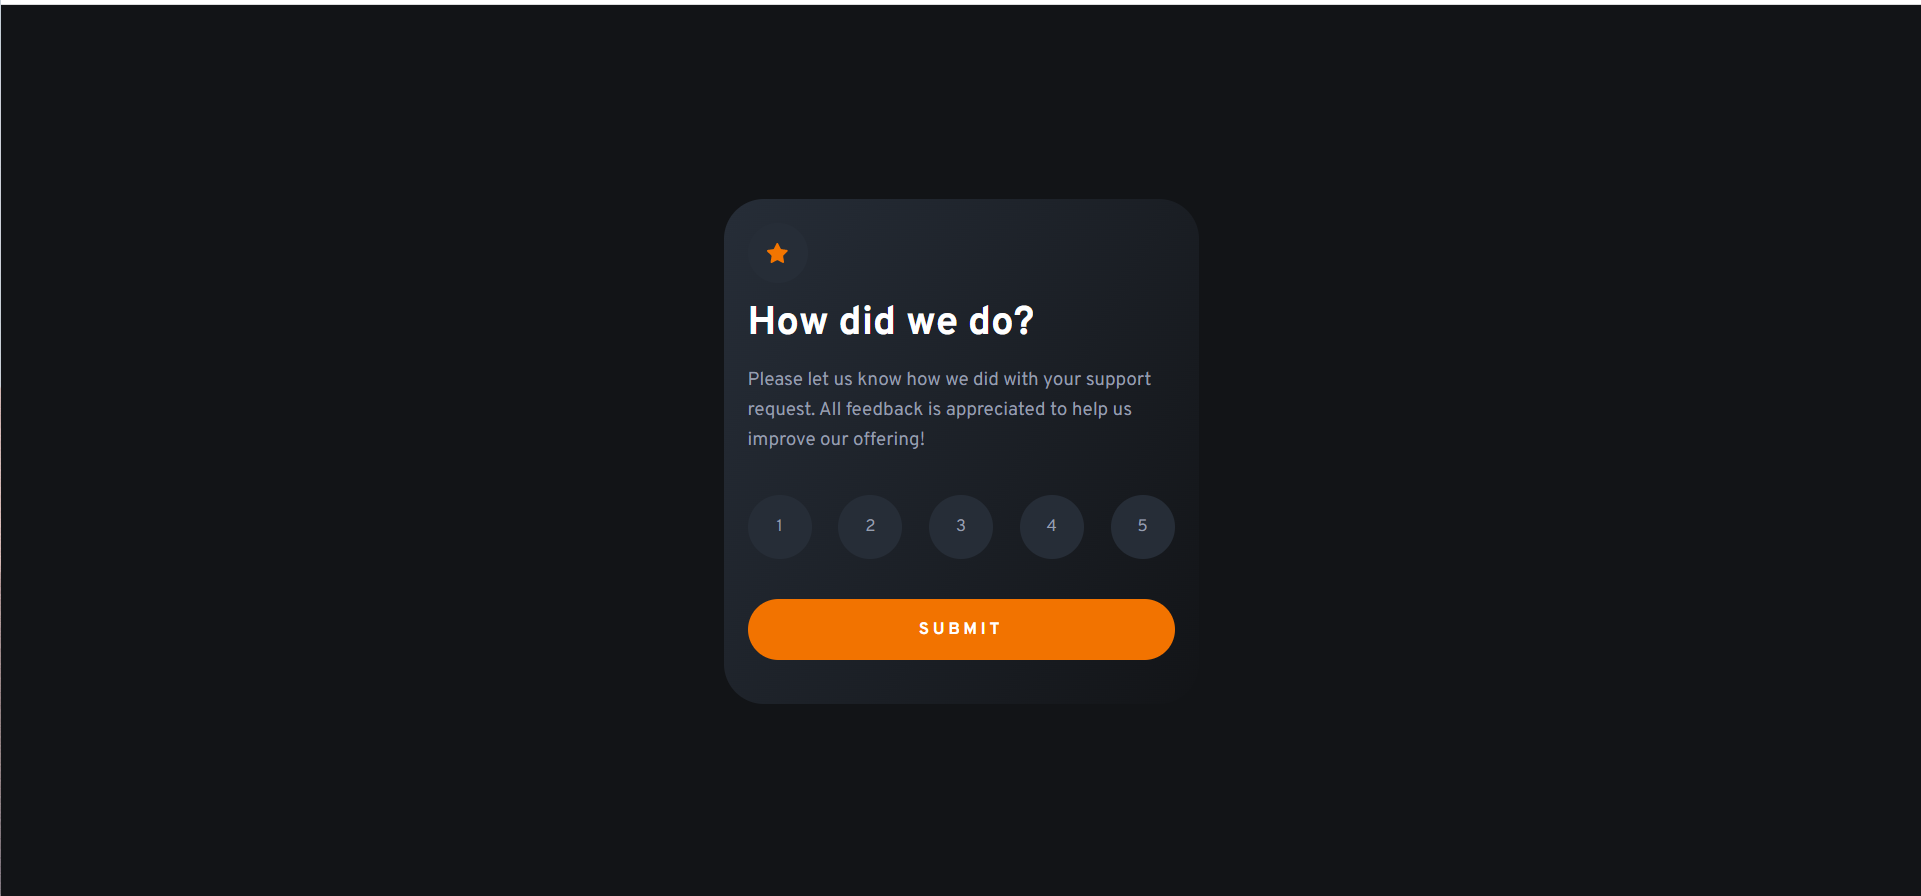 How did we do?
Please let us know how we did with your support
request. All feedback is appreciated to help us
improve our offering!
1 2 3 4 5
SUBMIT